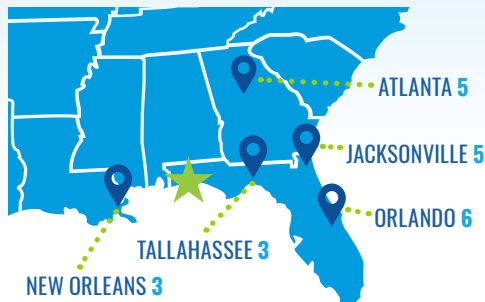 ATLANTA 5
JACKSONVILLE 5
ORLANDO 6
TALLAHASSEE 3
NEW ORLEANS 3